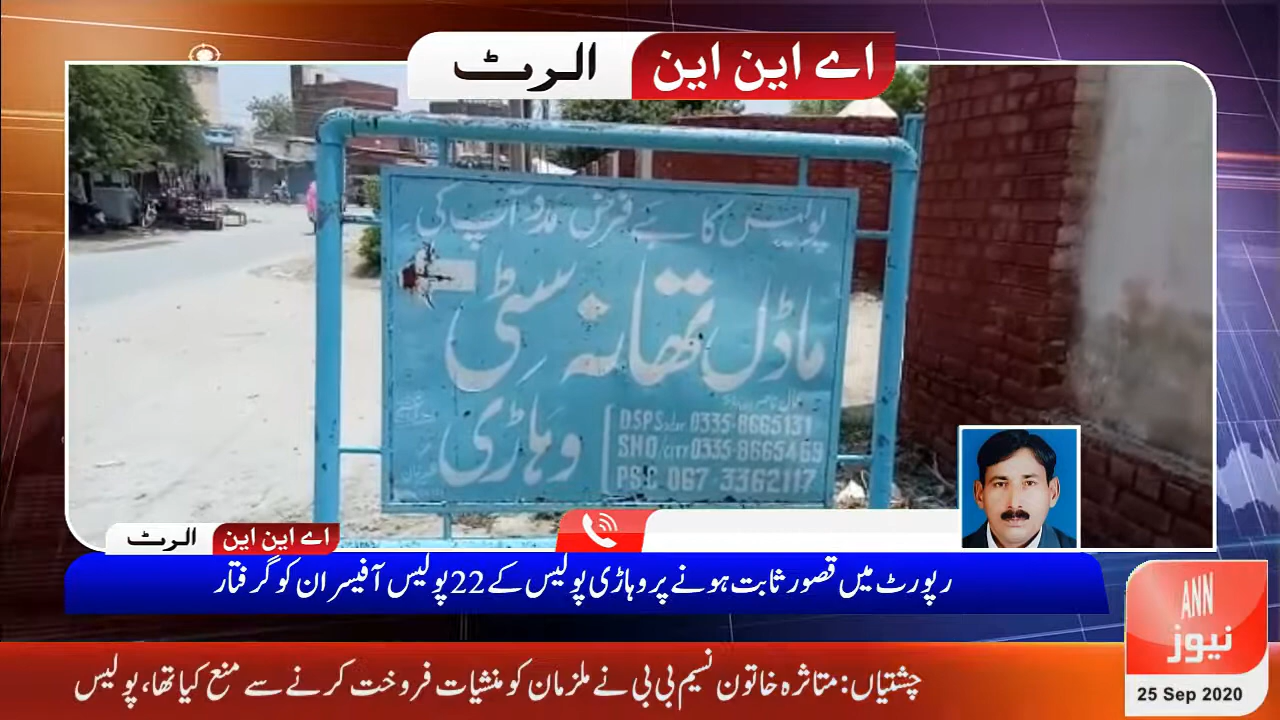 الرٹ اے این این
پولیس کا ہے فرض مدد آپ کی
ماڈل تھانہ سٹی
وہاڑی
DSP Sadar 0335-8665131
SHO/CITY 0335-8665469
PS.C 067-3362117
الرٹ اے این این
رپورٹ میں قصور ثابت ہونے پر وہاڑی پولیس کے 22 پولیس آفیسران کو گرفتار
ANN
نیوز
چشتیاں: متاثرہ خاتون نسیم بی بی نے ملزمان کو منشیات فروخت کرنے سے منع کیا تھا، پولیس
25 Sep 2020